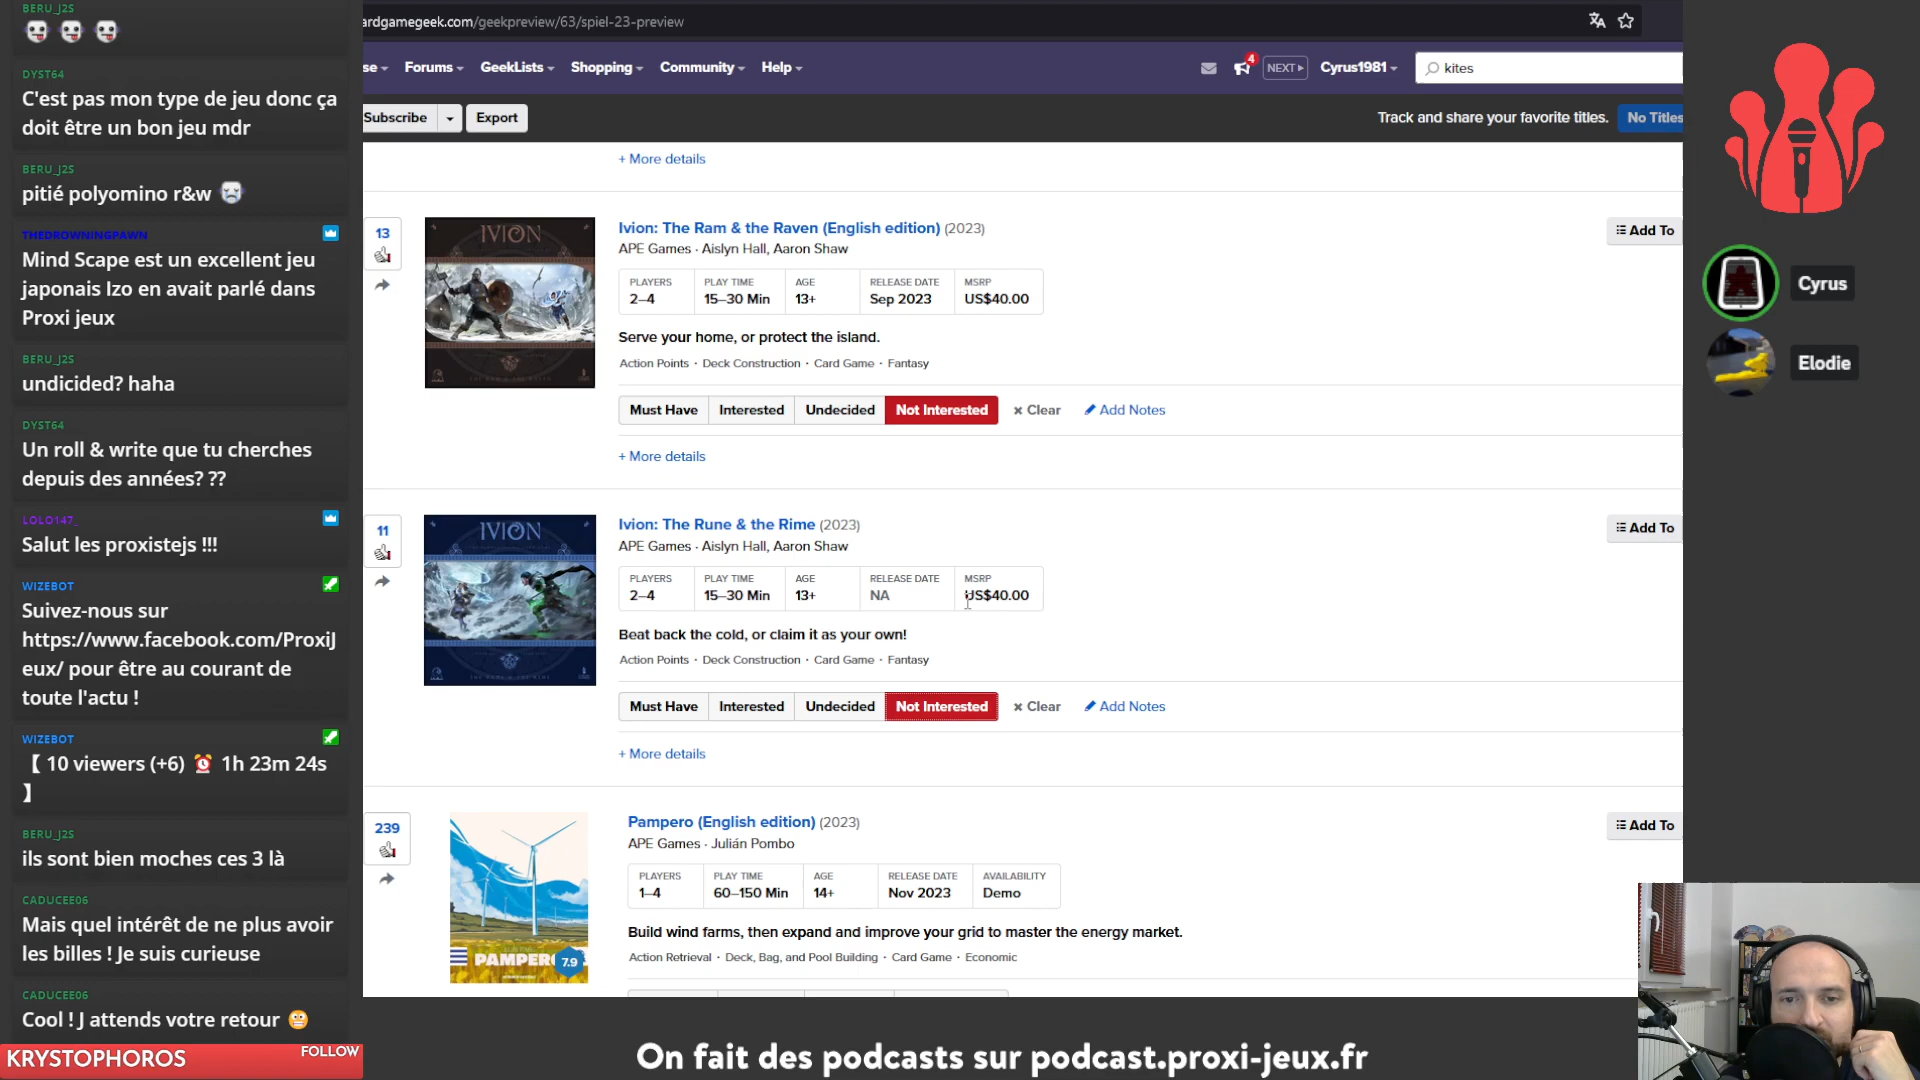 BERU_J2S
DYST64
C'est pas mon type de jeu donc ça
doit être un bon jeu mdr
BERU_J2S
pitié polyomino r&w
THEDROWNINGPAWN
Mind Scape est un excellent jeu
japonais Izo en avait parlé dans
Proxi jeux
BERU_J2S
undicided? haha
DYST64
Un roll & write que tu cherches
depuis des années? ??
LOLO147_
Salut les proxistejs !!!
WIZEBOT
Suivez-nous sur
https://www.facebook.com/ProxiJ
eux/ pour être au courant de
toute l'actu !
WIZEBOT
【 10 viewers (+6) ⏰ 1h 23m 24s
】
BERU_J2S
ils sont bien moches ces 3 là
CADUCEE06
Mais quel intérêt de ne plus avoir
les billes ! Je suis curieuse
CADUCEE06
Cool ! J attends votre retour
KRYSTOPHOROS FOLLOW
ardgamegeek.com/geekpreview/63/spiel-23-preview
se Forums GeekLists Shopping Community Help 4 NEXT Cyrus1981 kites
Subscribe Export Track and share your favorite titles. No Titles
+ More details
13
IVION
Ivion: The Ram & the Raven (English edition) (2023)
Add To
APE Games · Aislyn Hall, Aaron Shaw
PLAYERS PLAY TIME AGE RELEASE DATE MSRP
2–4 15–30 Min 13+ Sep 2023 US$40.00
Serve your home, or protect the island.
Action Points · Deck Construction · Card Game · Fantasy
Must Have Interested Undecided Not Interested × Clear Add Notes
+ More details
11
IVION
Ivion: The Rune & the Rime (2023)
Add To
APE Games · Aislyn Hall, Aaron Shaw
PLAYERS PLAY TIME AGE RELEASE DATE MSRP
2–4 15–30 Min 13+ NA US$40.00
Beat back the cold, or claim it as your own!
Action Points · Deck Construction · Card Game · Fantasy
Must Have Interested Undecided Not Interested × Clear Add Notes
+ More details
239
PAMPERO
7.9
Pampero (English edition) (2023)
Add To
APE Games · Julián Pombo
PLAYERS PLAY TIME AGE RELEASE DATE AVAILABILITY
1–4 60–150 Min 14+ Nov 2023 Demo
Build wind farms, then expand and improve your grid to master the energy market.
Action Retrieval · Deck, Bag, and Pool Building · Card Game · Economic
Cyrus
Elodie
On fait des podcasts sur podcast.proxi-jeux.fr